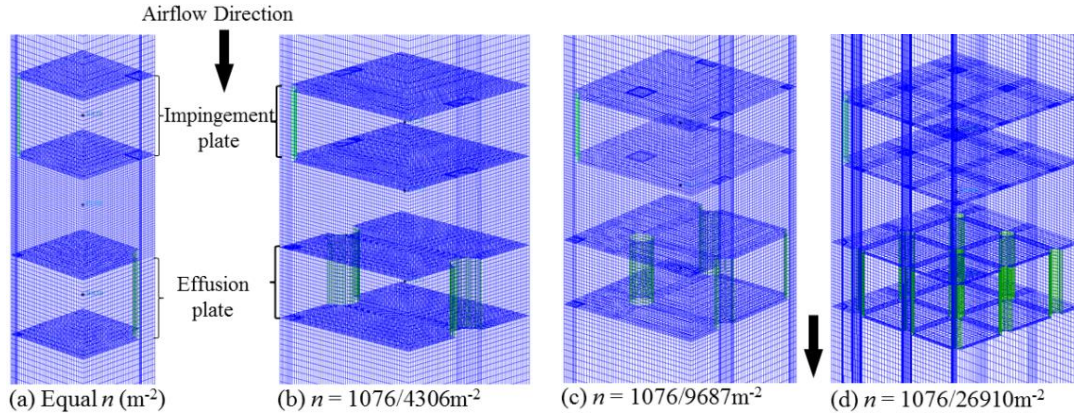 Airflow Direction
Impingement
plate
Effusion
plate
(a) Equal n (m-2)
(b) n = 1076/4306m-2
(c) n = 1076/9687m-2
(d) n = 1076/26910m-2